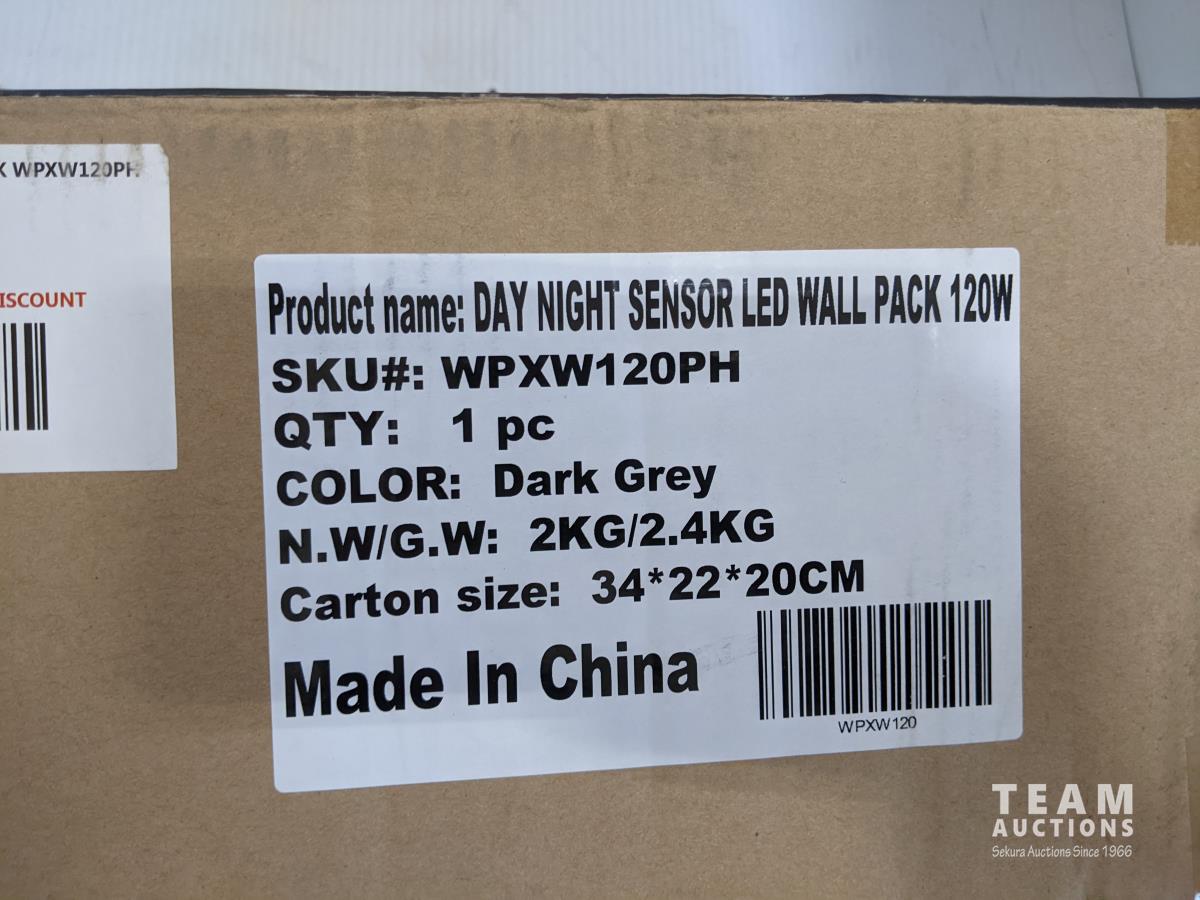 K WPXW120PH
ISCOUNT
Product name: DAY NIGHT SENSOR LED WALL PACK 120W
SKU#: WPXW120PH
QTY: 1 pc
COLOR: Dark Grey
N.W/G.W: 2KG/2.4KG
Carton size: 34*22*20CM
Made In China
WPXW120
TEAM
AUCTIONS
Sekura Auctions Since 1966